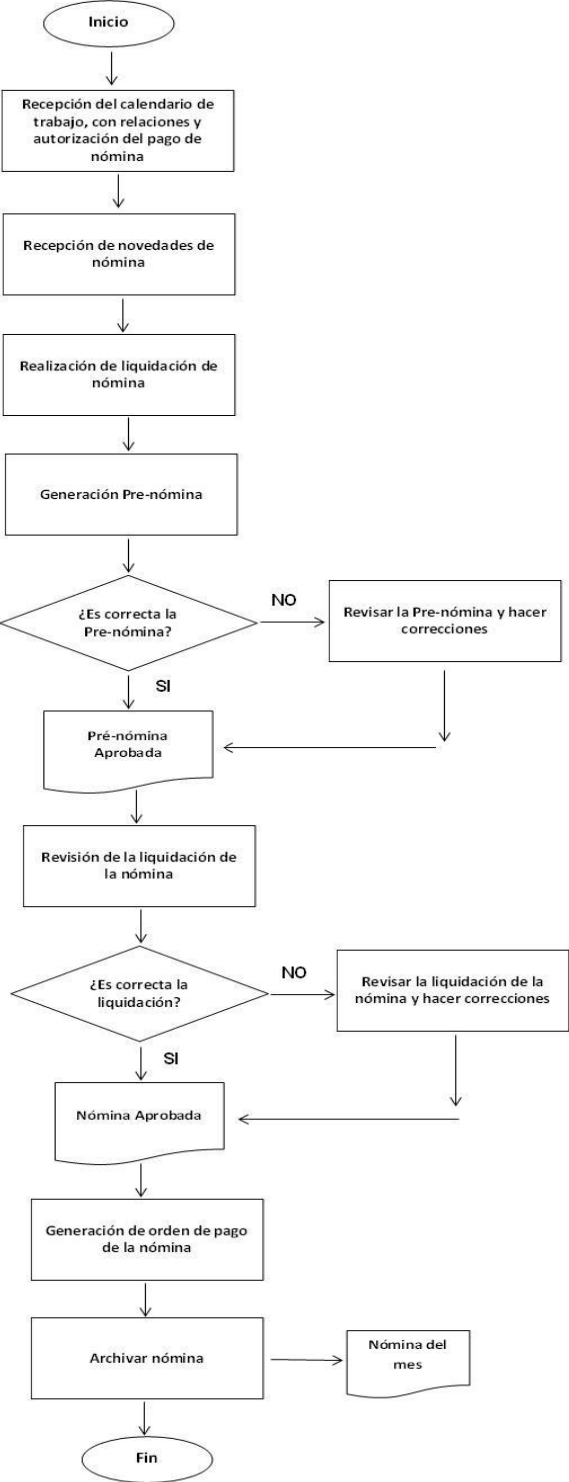 Inicio
Recepción del calendario de
trabajo, con relaciones y
autorización del pago de
nómina
Recepción de novedades de
nómina
Realización de liquidación de
nómina
Generación Pre-nómina
¿Es correcta la
Pre-nómina?
NO
Revisar la Pre-nómina y hacer
correcciones
SI
Pré-nómina
Aprobada
Revisión de la liquidación de
la nómina
¿Es correcta la
liquidación?
NO
Revisar la liquidación de la
nómina y hacer correcciones
SI
Nómina Aprobada
Generación de orden de pago
de la nómina
Archivar nómina
Nómina del
mes
Fin